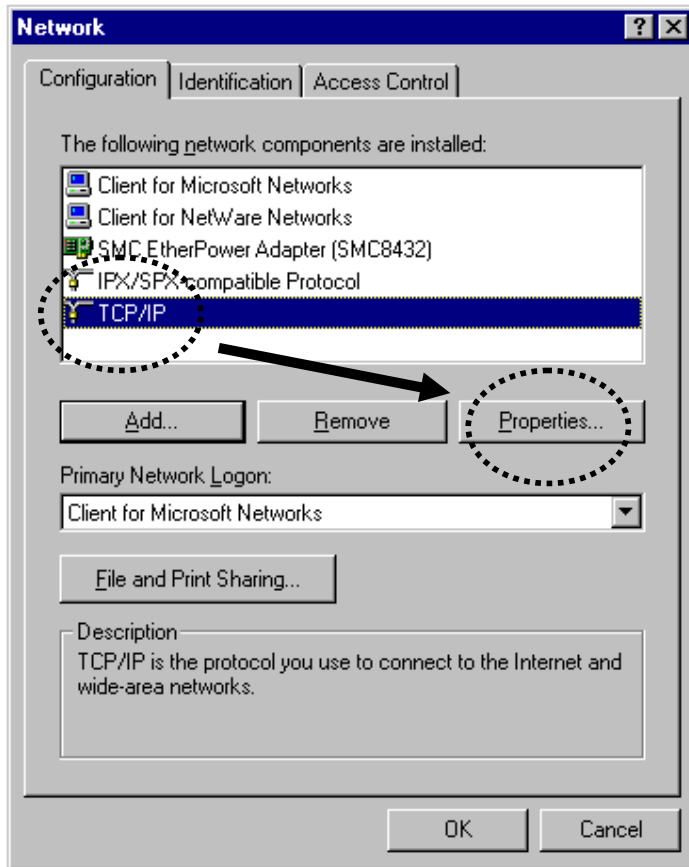 Network
Configuration Identification Access Control
The following network components are installed:
Client for Microsoft Networks
Client for NetWare Networks
SMC EtherPower Adapter (SMC8432)
IPX/SPX-compatible Protocol
TCP/IP
Add... Remove Properties...
Primary Network Logon:
Client for Microsoft Networks
File and Print Sharing...
Description
TCP/IP is the protocol you use to connect to the Internet and
wide-area networks.
OK Cancel